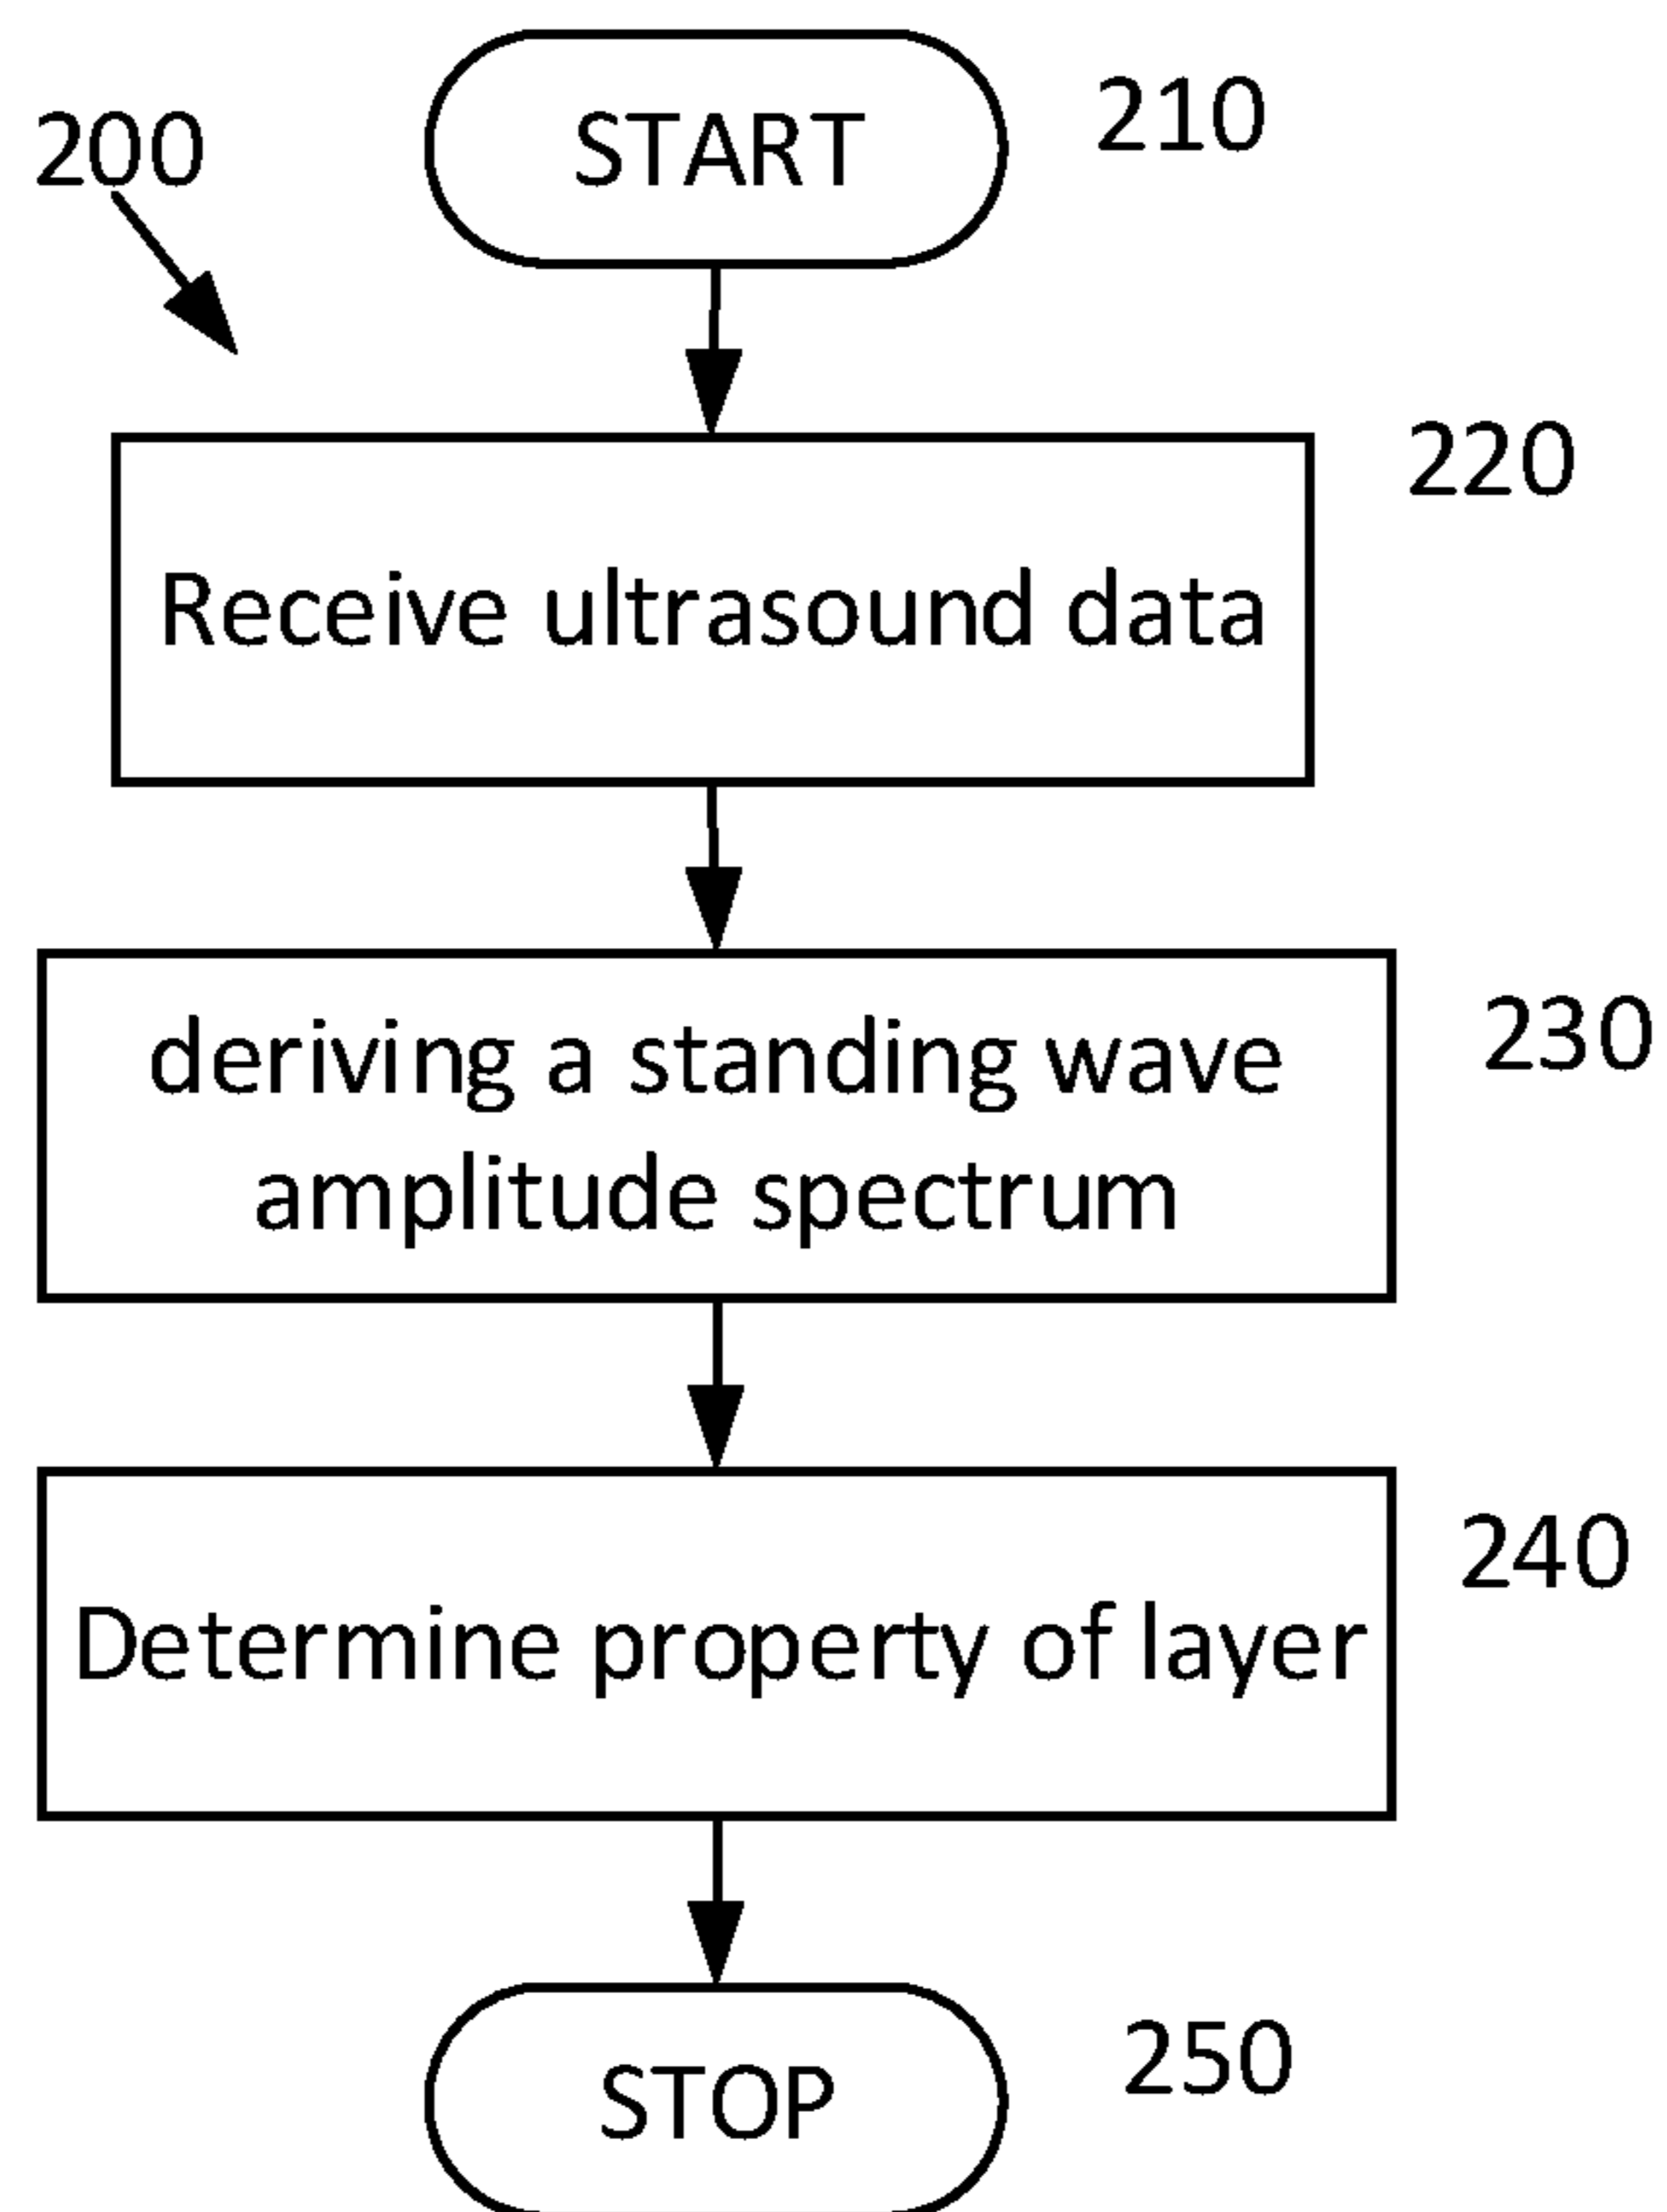 START
210
200
220
Receive ultrasound data
230
deriving a standing wave
amplitude spectrum
240
Determine property of layer
250
STOP